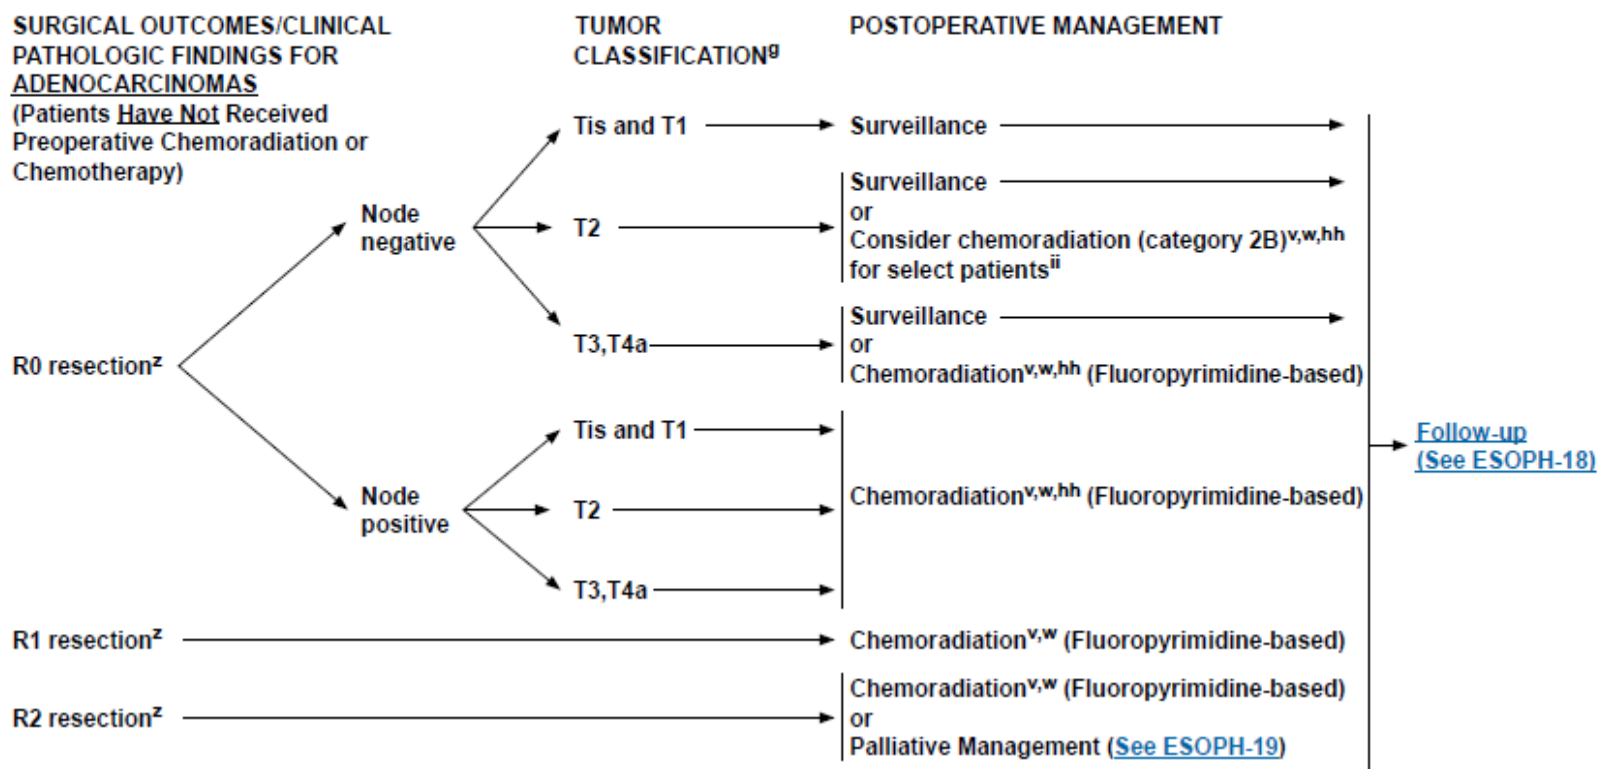 SURGICAL OUTCOMES/CLINICAL
PATHOLOGIC FINDINGS FOR
ADENOCARCINOMAS
(Patients Have Not Received
Preoperative Chemoradiation or
Chemotherapy)
TUMOR
CLASSIFICATIONg
POSTOPERATIVE MANAGEMENT
R0 resectionz
Node
negative
Tis and T1
Surveillance
T2
Surveillance
or
Consider chemoradiation (category 2B)v,w,hh
for select patientsii
T3,T4a
Surveillance
or
Chemoradiationv,w,hh (Fluoropyrimidine-based)
Node
positive
Tis and T1
T2
T3,T4a
Chemoradiationv,w,hh (Fluoropyrimidine-based)
R1 resectionz
Chemoradiationv,w (Fluoropyrimidine-based)
R2 resectionz
Chemoradiationv,w (Fluoropyrimidine-based)
or
Palliative Management (See ESOPH-19)
Follow-up
(See ESOPH-18)